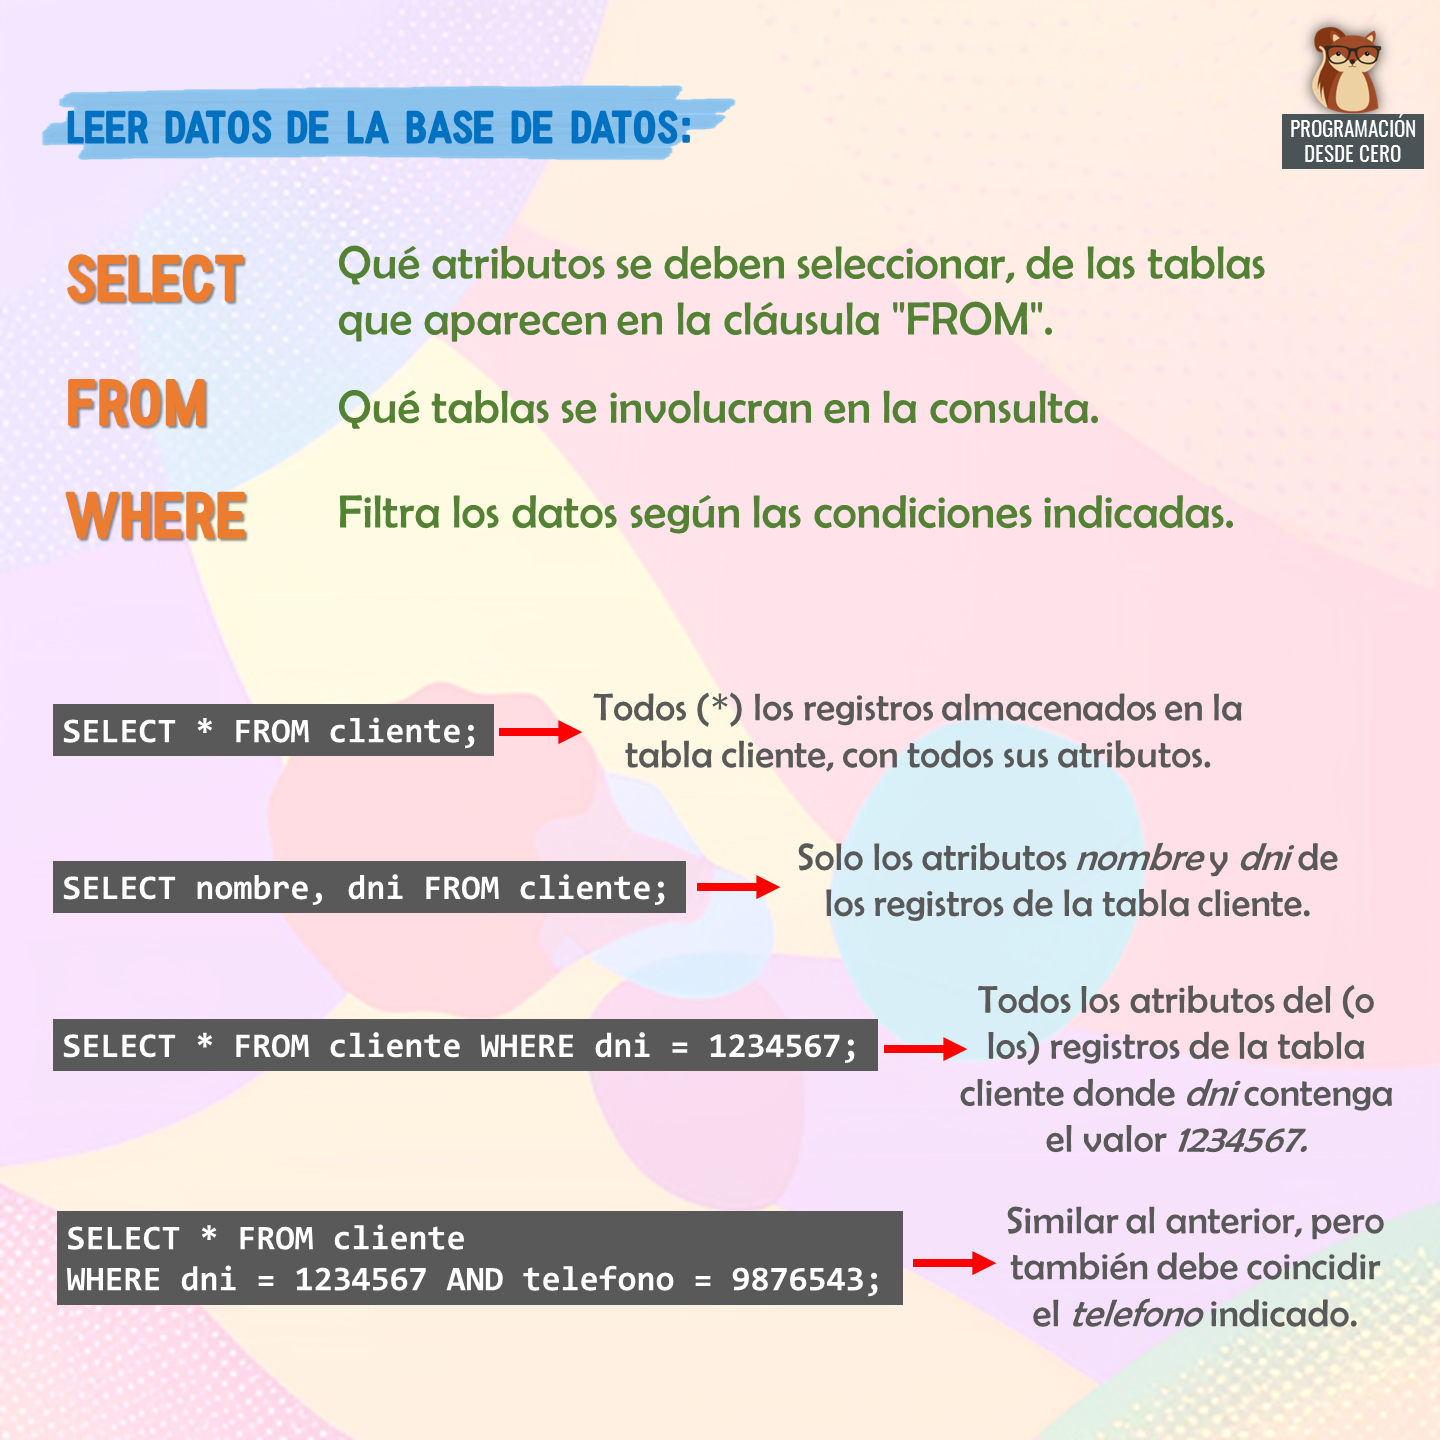 PROGRAMACIÓN
DESDE CERO
LEER DATOS DE LA BASE DE DATOS:
SELECT
Qué atributos se deben seleccionar, de las tablas
que aparecen en la cláusula "FROM".
FROM
Qué tablas se involucran en la consulta.
WHERE
Filtra los datos según las condiciones indicadas.
SELECT * FROM cliente;
Todos (*) los registros almacenados en la
tabla cliente, con todos sus atributos.
SELECT nombre, dni FROM cliente;
Solo los atributos nombre y dni de
los registros de la tabla cliente.
SELECT * FROM cliente WHERE dni = 1234567;
Todos los atributos del (o
los) registros de la tabla
cliente donde dni contenga
el valor 1234567.
SELECT * FROM cliente
WHERE dni = 1234567 AND telefono = 9876543;
Similar al anterior, pero
también debe coincidir
el telefono indicado.